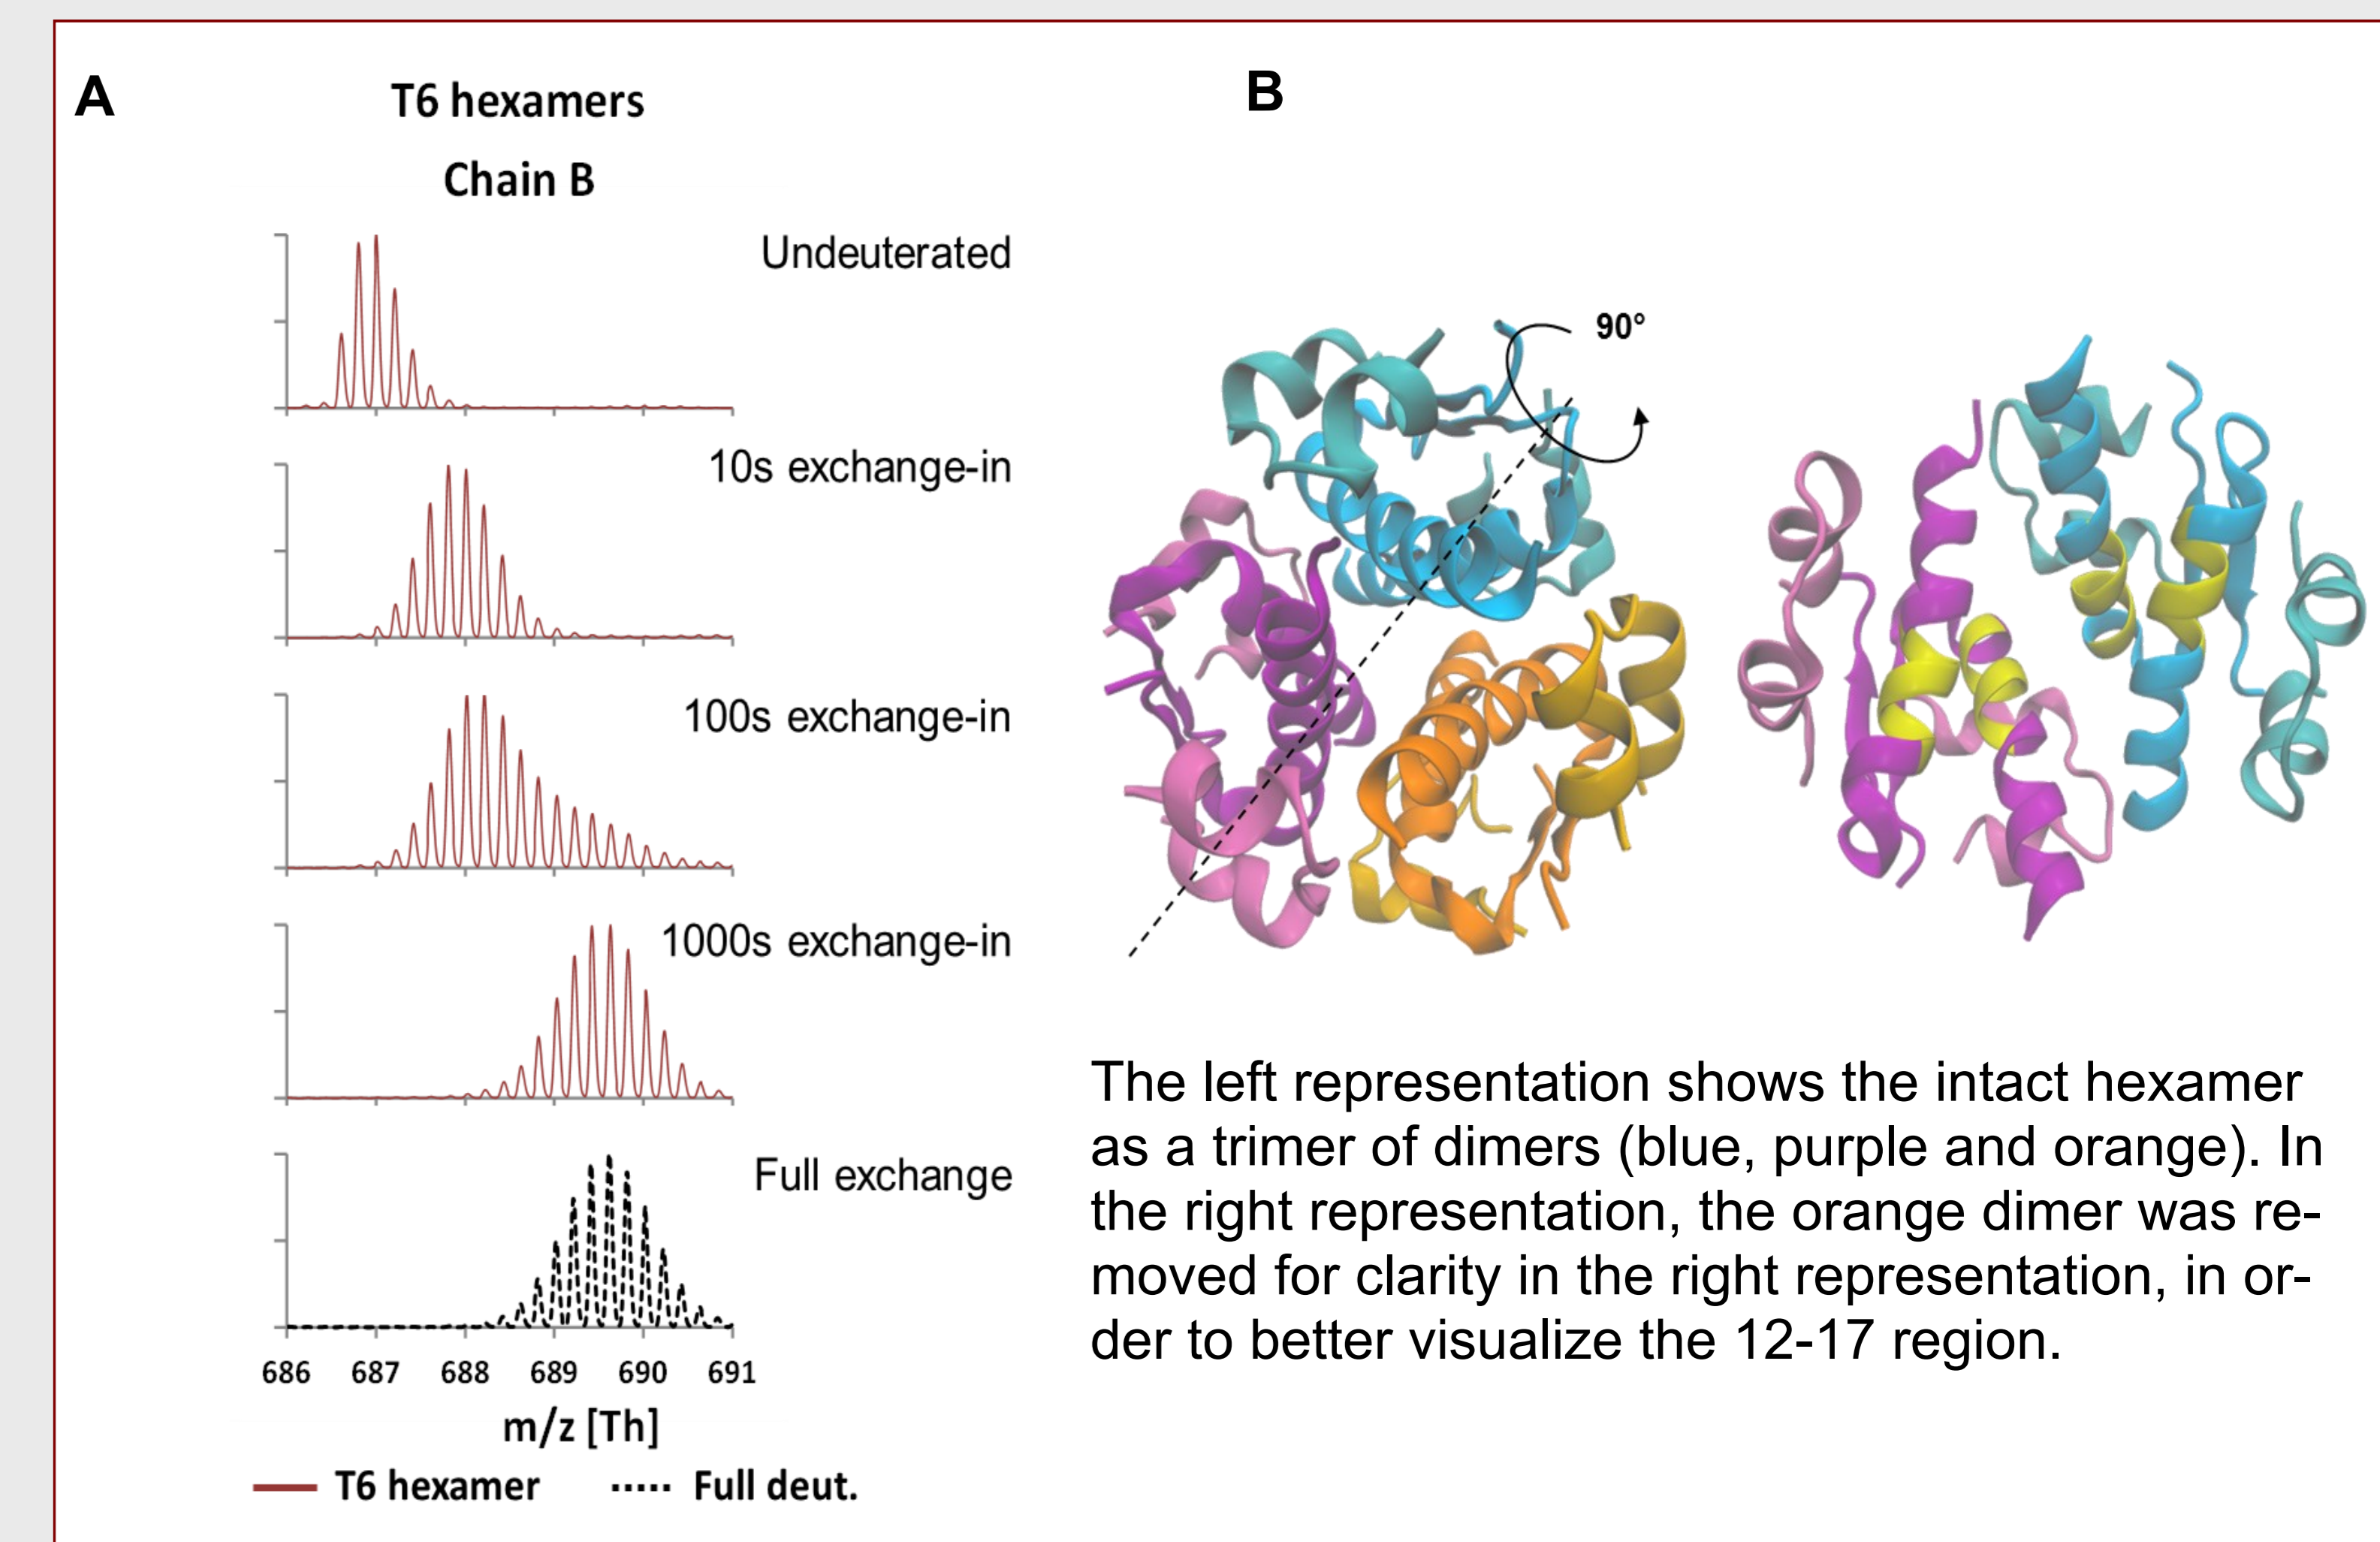 A
T6 hexamers
Chain B
Undeuterated
10s exchange-in
100s exchange-in
1000s exchange-in
Full exchange
686 687 688 689 690 691
m/z [Th]
T6 hexamer Full deut.
B
90°
The left representation shows the intact hexamer
as a trimer of dimers (blue, purple and orange). In
the right representation, the orange dimer was re-
moved for clarity in the right representation, in or-
der to better visualize the 12-17 region.